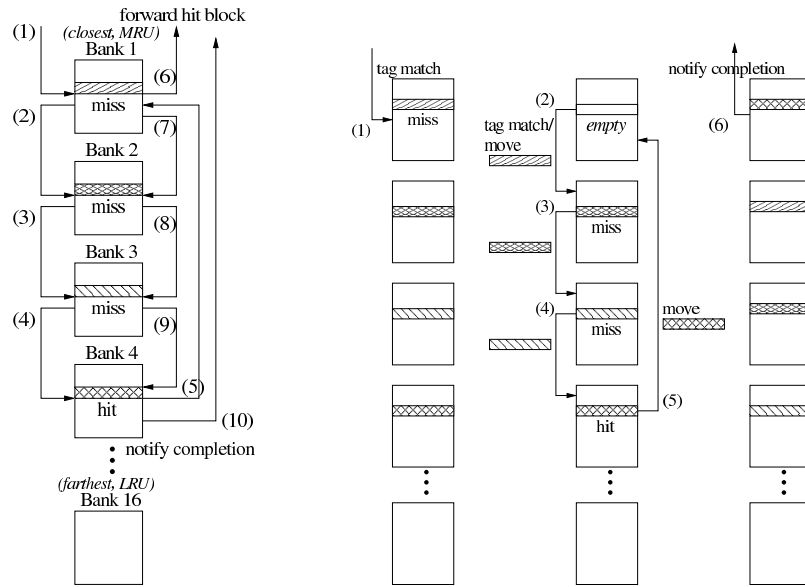 forward hit block
(1)
(closest, MRU)
Bank 1
(6)
miss
(2)
(7)
Bank 2
miss
(3)
(8)
Bank 3
miss
(4)
(9)
Bank 4
(5)
hit
(10)
notify completion
(farthest, LRU)
Bank 16
tag match
(1)
miss
(2)
empty
tag match/
move
(3)
miss
(4)
miss
move
(5)
hit
notify completion
(6)